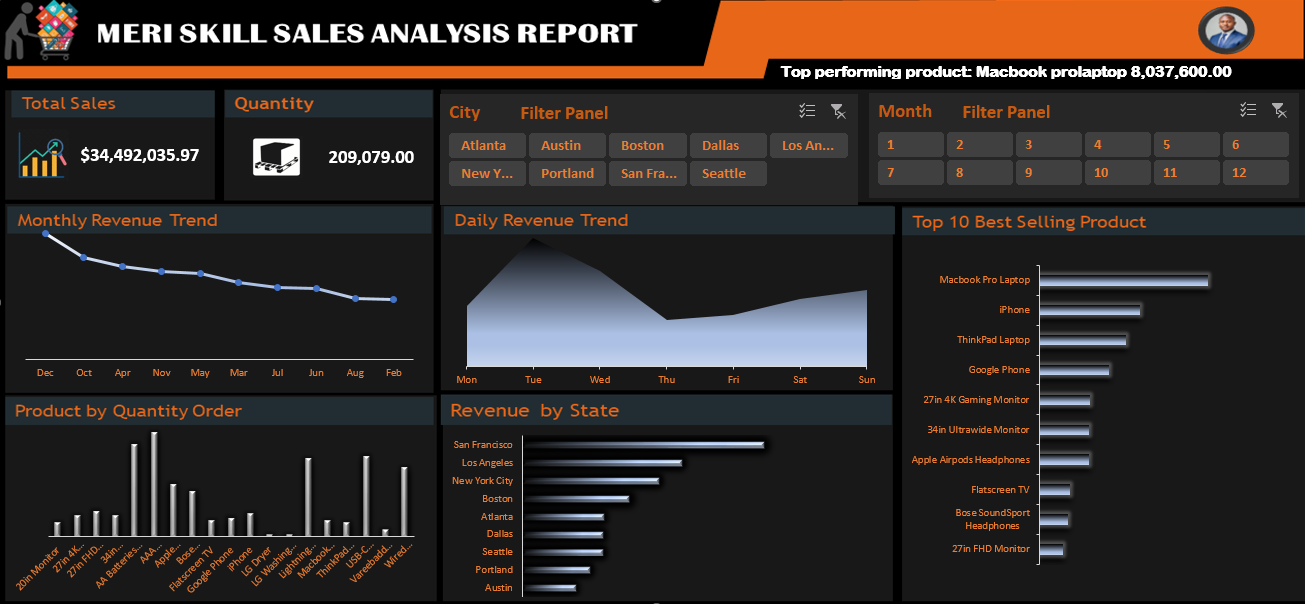 MERI SKILL SALES ANALYSIS REPORT
Top performing product: Macbook prolaptop 8,037,600.00
Total Sales
$34,492,035.97
Quantity
209,079.00
City Filter Panel
Atlanta Austin Boston Dallas Los An...
New Y... Portland San Fra... Seattle
Month Filter Panel
1 2 3 4 5 6
7 8 9 10 11 12
Monthly Revenue Trend
Dec Oct Apr Nov May Mar Jul Jun Aug Feb
Daily Revenue Trend
Mon Tue Wed Thu Fri Sat Sun
Top 10 Best Selling Product
Macbook Pro Laptop
iPhone
ThinkPad Laptop
Google Phone
27in 4K Gaming Monitor
34in Ultrawide Monitor
Apple Airpods Headphones
Flatscreen TV
Bose SoundSport
Headphones
27in FHD Monitor
Product by Quantity Order
20in Monitor
27in 4K...
27in FHD...
34in...
AA Batteries...
AAA...
Apple...
Bose...
Flatscreen TV
Google Phone
iPhone
LG Dryer
LG Washing...
Lightning...
Macbook...
ThinkPad...
USB-C...
Vareebadd...
Wired...
Revenue by State
San Francisco
Los Angeles
New York City
Boston
Atlanta
Dallas
Seattle
Portland
Austin